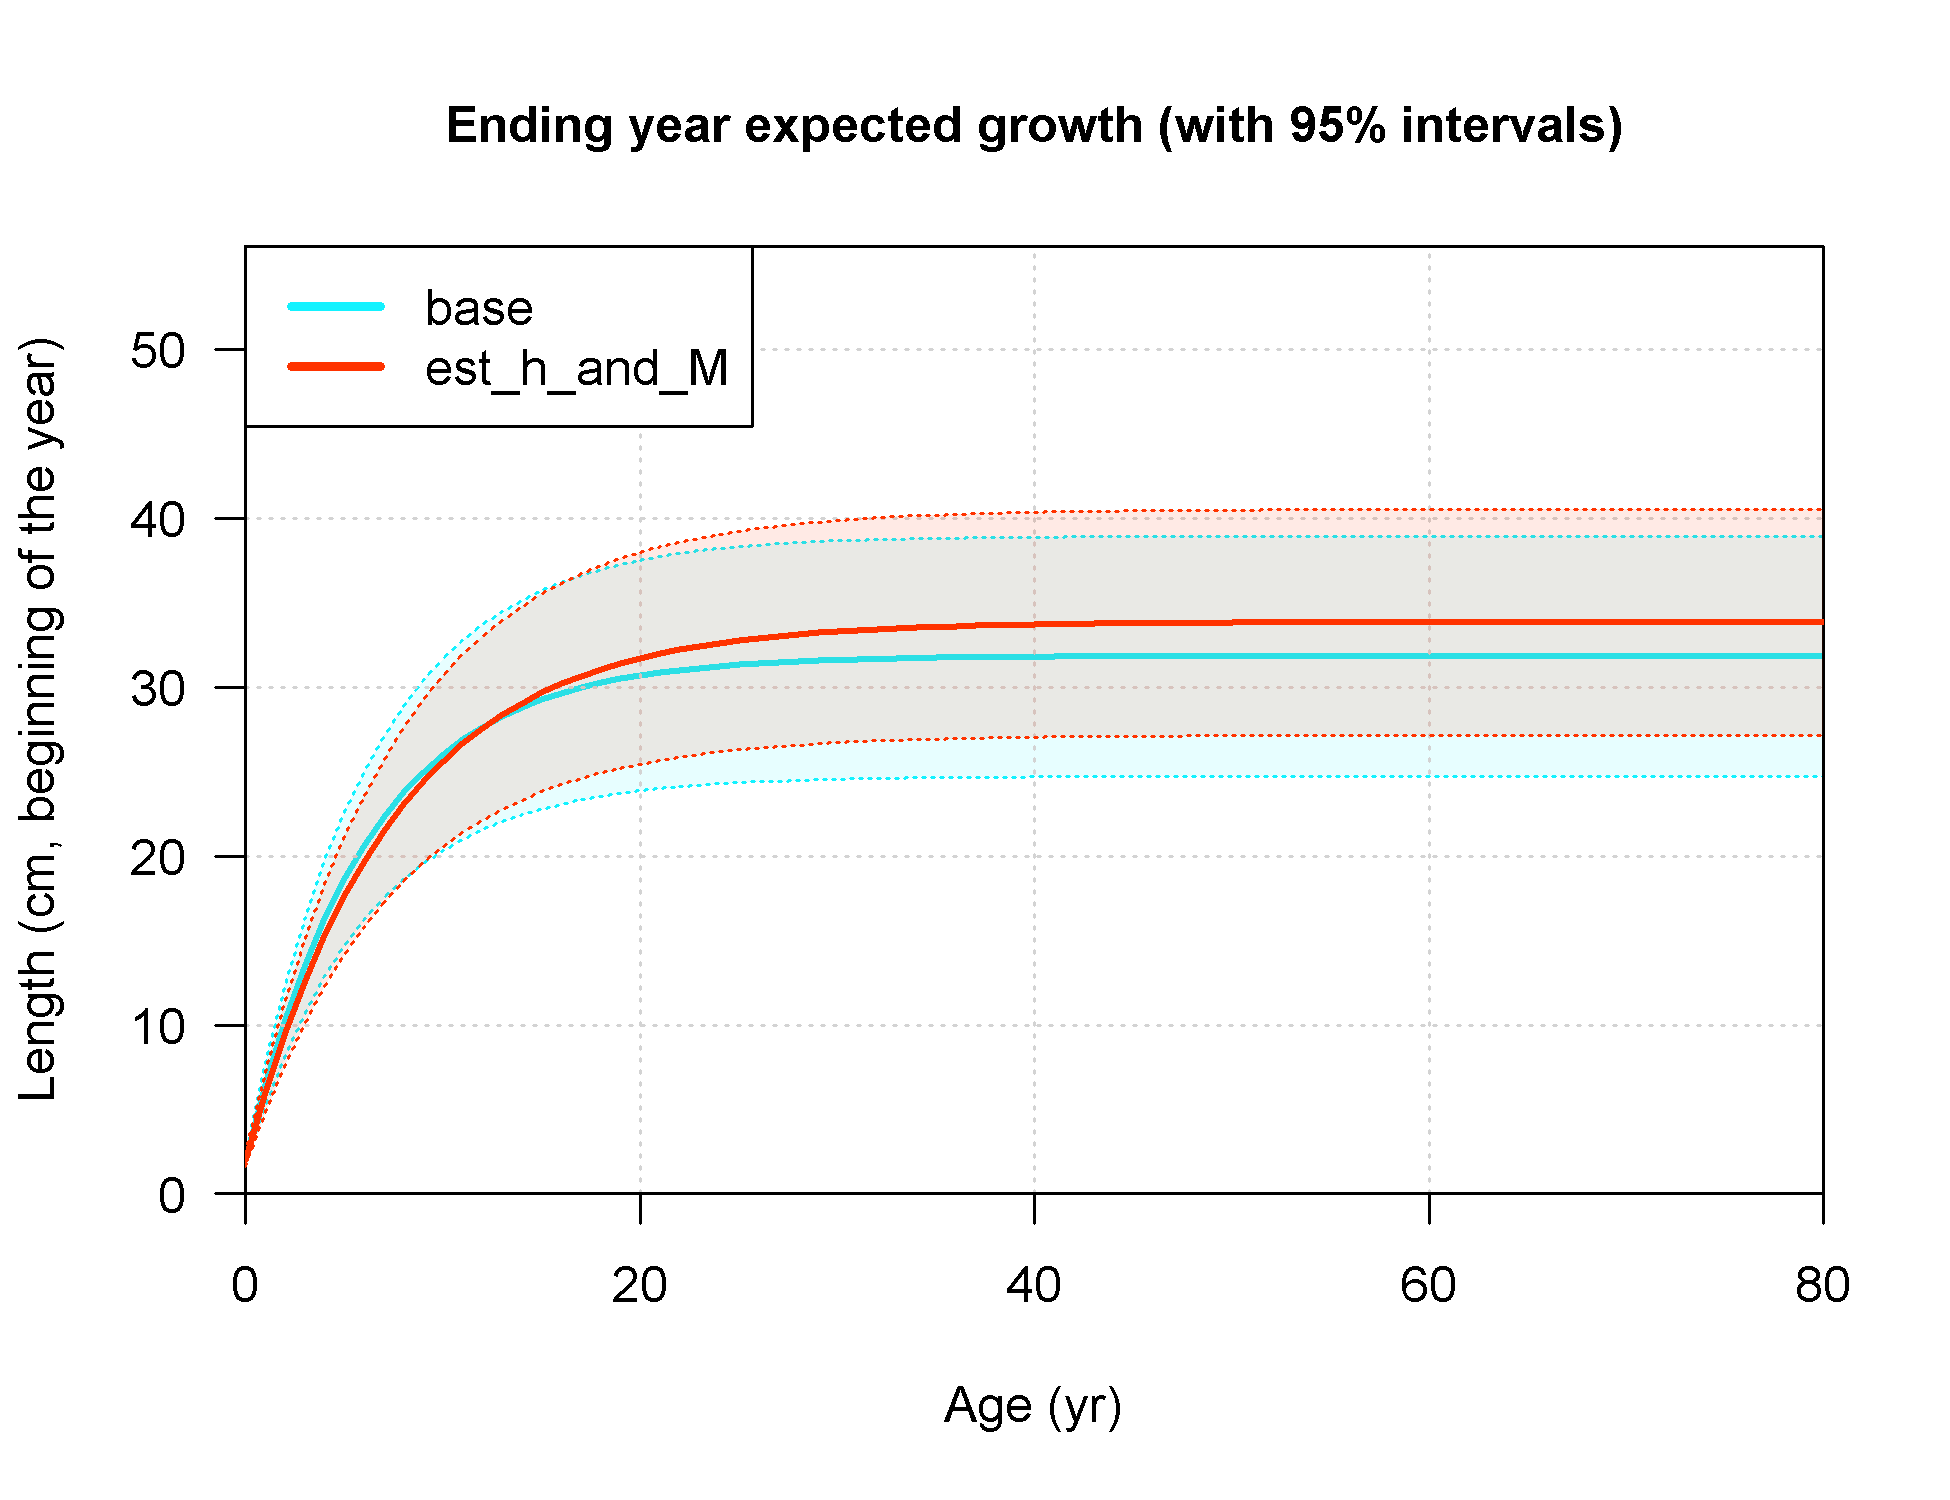 Ending year expected growth (with 95% intervals)
base
est_h_and_M
Length (cm, beginning of the year)
50
40
30
20
10
0
0 20 40 60 80
Age (yr)